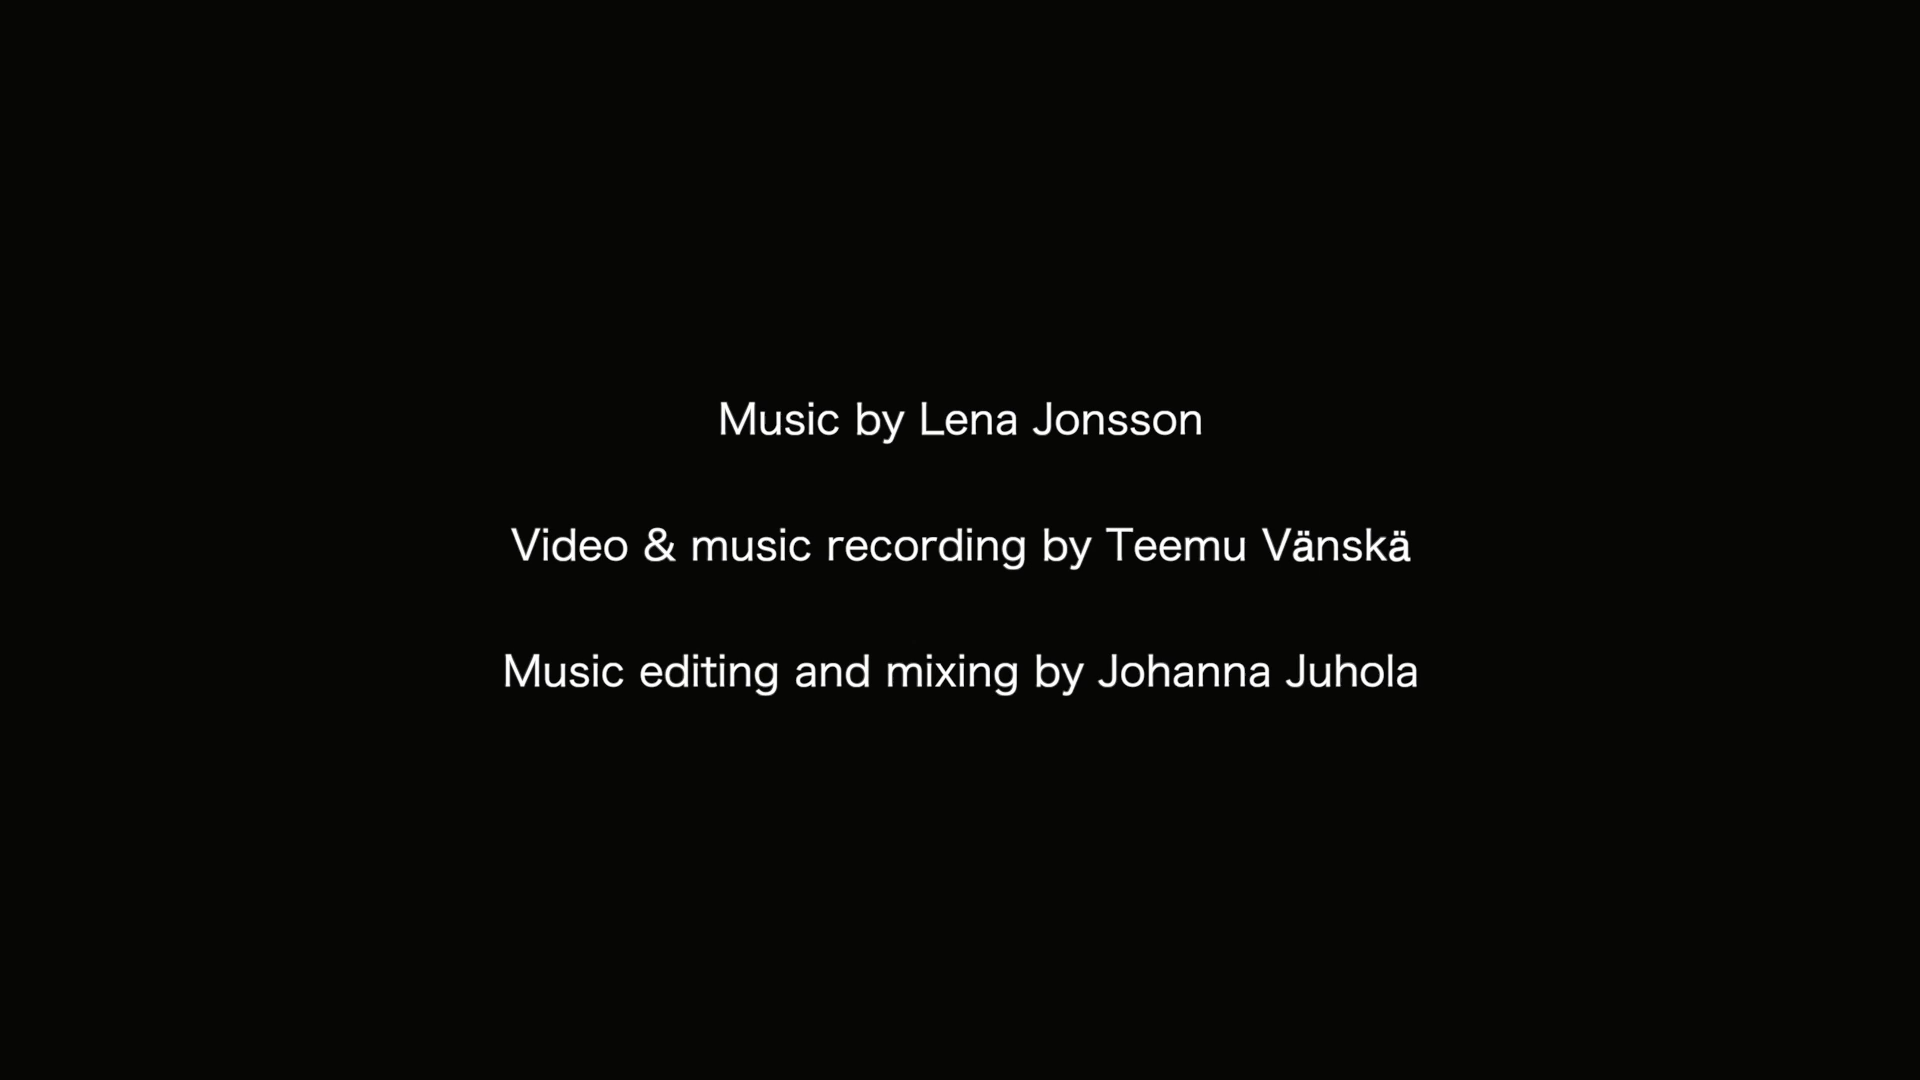 Music by Lena Jonsson
Video & music recording by Teemu Vänskä
Music editing and mixing by Johanna Juhola